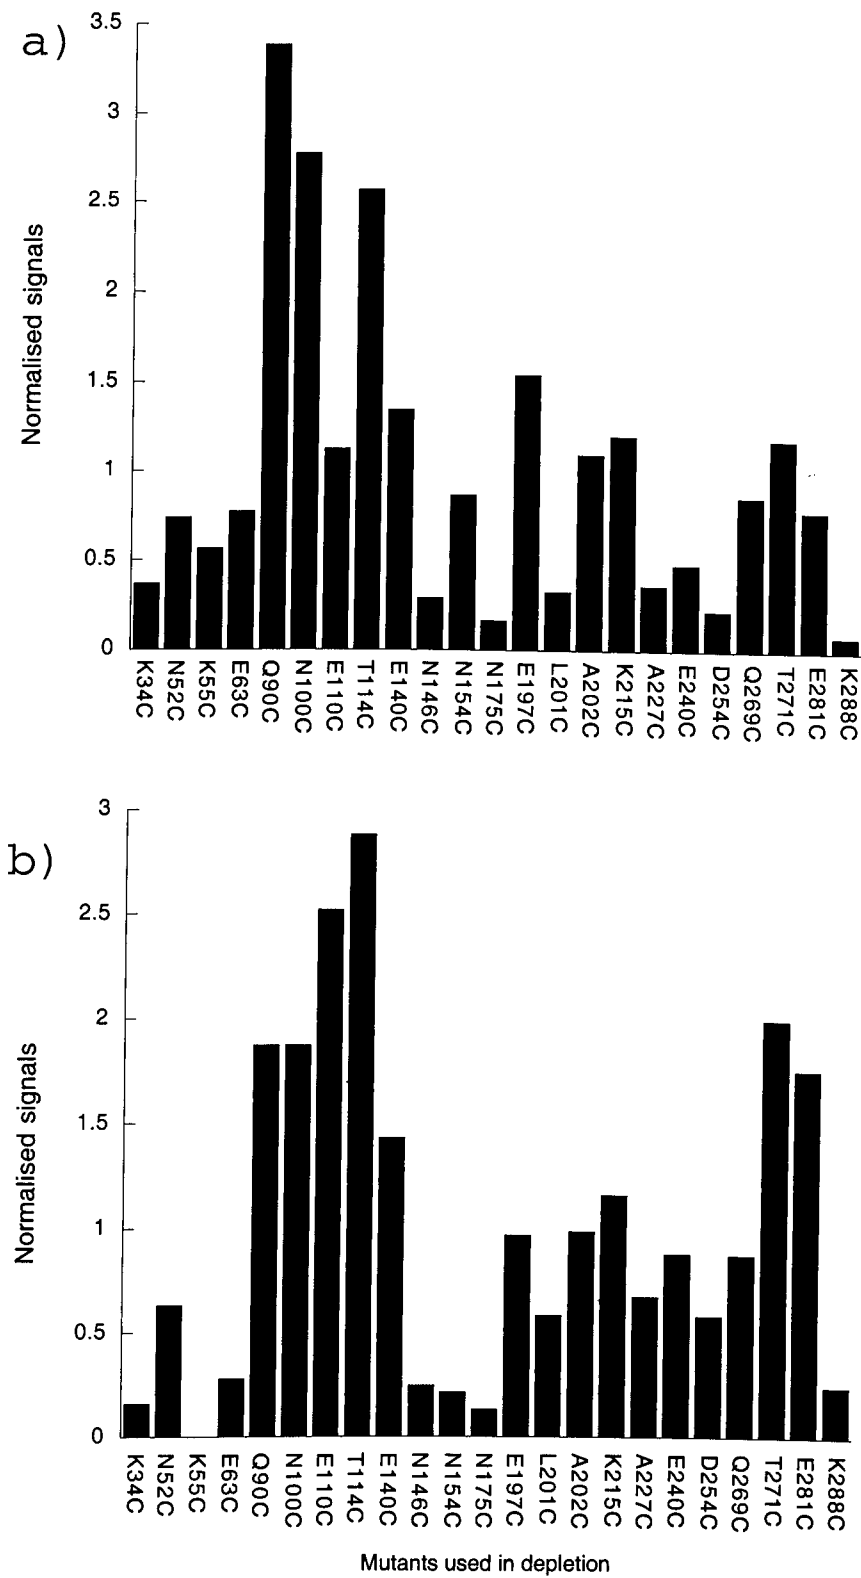 a)
3.5
3
2.5
2
1.5
1
0.5
0
Normalised signals
K34C
N52C
K55C
E63C
Q90C
N100C
E110C
T114C
E140C
N146C
N154C
N175C
E197C
L201C
A202C
K215C
A227C
E240C
D254C
Q269C
T271C
E281C
K288C
b)
3
2.5
2
1.5
1
0.5
0
Normalised signals
K34C
N52C
K55C
E63C
Q90C
N100C
E110C
T114C
E140C
N146C
N154C
N175C
E197C
L201C
A202C
K215C
A227C
E240C
D254C
Q269C
T271C
E281C
K288C
Mutants used in depletion